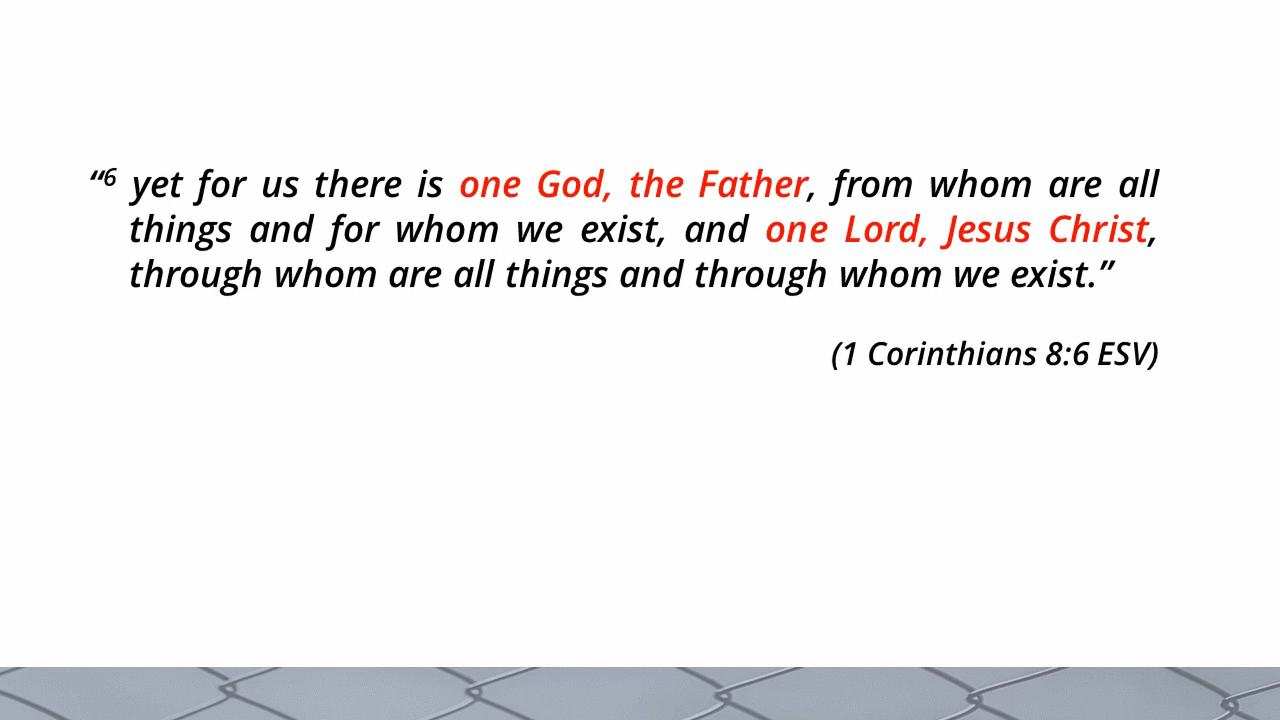 “⁶ yet for us there is one God, the Father, from whom are all
things and for whom we exist, and one Lord, Jesus Christ,
through whom are all things and through whom we exist.”
(1 Corinthians 8:6 ESV)